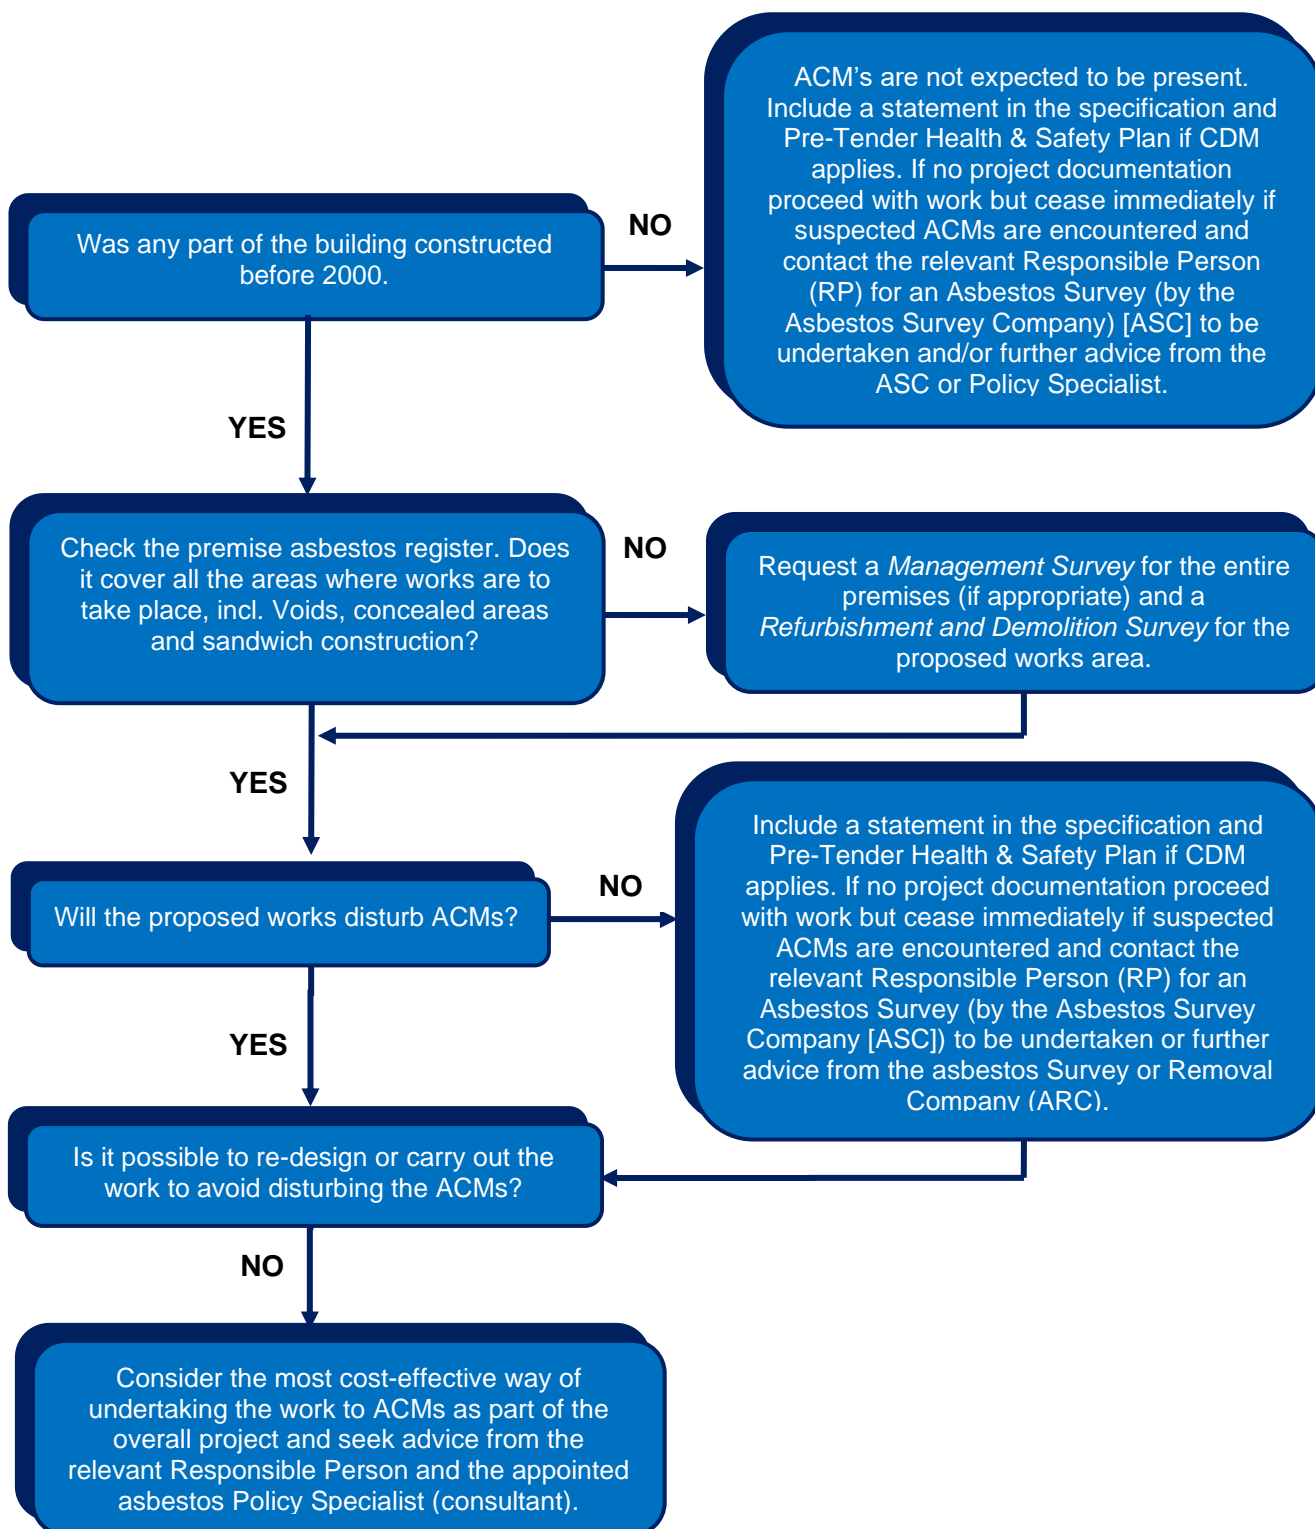 ACM's are not expected to be present.
Include a statement in the specification and
Pre-Tender Health & Safety Plan if CDM
applies. If no project documentation
proceed with work but cease immediately if
suspected ACMs are encountered and
contact the relevant Responsible Person
(RP) for an Asbestos Survey (by the
Asbestos Survey Company) [ASC] to be
undertaken and/or further advice from the
ASC or Policy Specialist.
Was any part of the building constructed
before 2000.
NO
YES
Check the premise asbestos register. Does
it cover all the areas where works are to
take place, incl. Voids, concealed areas
and sandwich construction?
NO
Request a Management Survey for the entire
premises (if appropriate) and a
Refurbishment and Demolition Survey for the
proposed works area.
YES
Will the proposed works disturb ACMs?
NO
Include a statement in the specification and
Pre-Tender Health & Safety Plan if CDM
applies. If no project documentation proceed
with work but cease immediately if suspected
ACMs are encountered and contact the
relevant Responsible Person (RP) for an
Asbestos Survey (by the Asbestos Survey
Company [ASC]) to be undertaken or further
advice from the asbestos Survey or Removal
Company (ARC).
YES
Is it possible to re-design or carry out the
work to avoid disturbing the ACMs?
NO
Consider the most cost-effective way of
undertaking the work to ACMs as part of the
overall project and seek advice from the
relevant Responsible Person and the appointed
asbestos Policy Specialist (consultant).